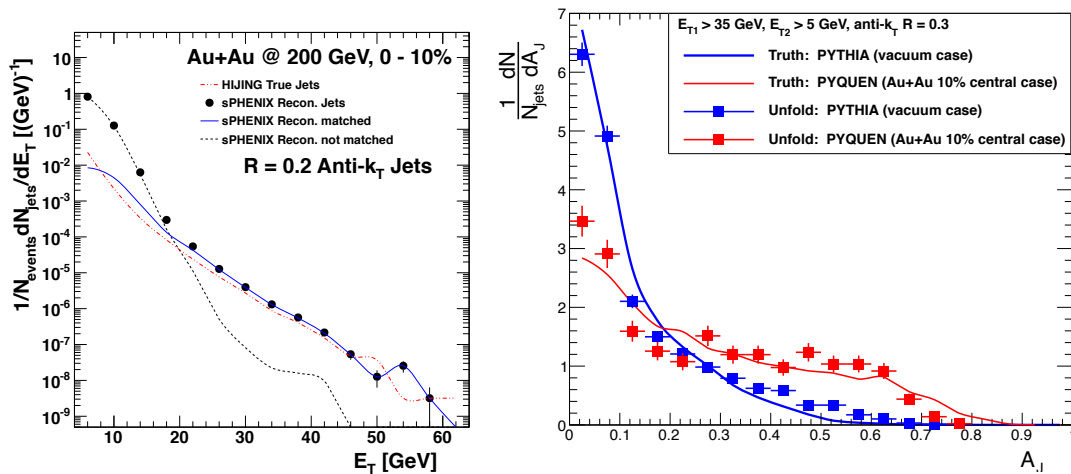 Au+Au @ 200 GeV, 0 - 10%
HIJING True Jets
sPHENIX Recon. Jets
sPHENIX Recon. matched
sPHENIX Recon. not matched
R = 0.2 Anti-k_T Jets
1/N_events dN_jets/dE_T [(GeV)^-1]
10
1
10^-1
10^-2
10^-3
10^-4
10^-5
10^-6
10^-7
10^-8
10^-9
10 20 30 40 50 60
E_T [GeV]
E_T1 > 35 GeV, E_T2 > 5 GeV, anti-k_T R = 0.3
Truth: PYTHIA (vacuum case)
Truth: PYQUEN (Au+Au 10% central case)
Unfold: PYTHIA (vacuum case)
Unfold: PYQUEN (Au+Au 10% central case)
1/N_jets dN/dA_J
7
6
5
4
3
2
1
0
0 0.1 0.2 0.3 0.4 0.5 0.6 0.7 0.8 0.9 1
A_J